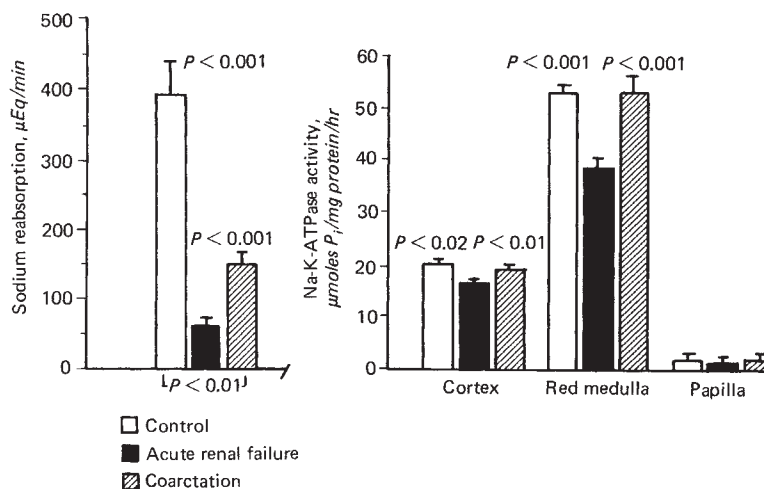 500
400
300
150
100
0
Sodium reabsorption, μEq/min
P < 0.001
P < 0.001
P < 0.01
60
50
40
30
20
10
0
Na-K-ATPase activity,
μmoles Pi/mg protein/hr
P < 0.001
P < 0.001
P < 0.02
P < 0.01
Cortex
Red medulla
Papilla
Control
Acute renal failure
Coarctation